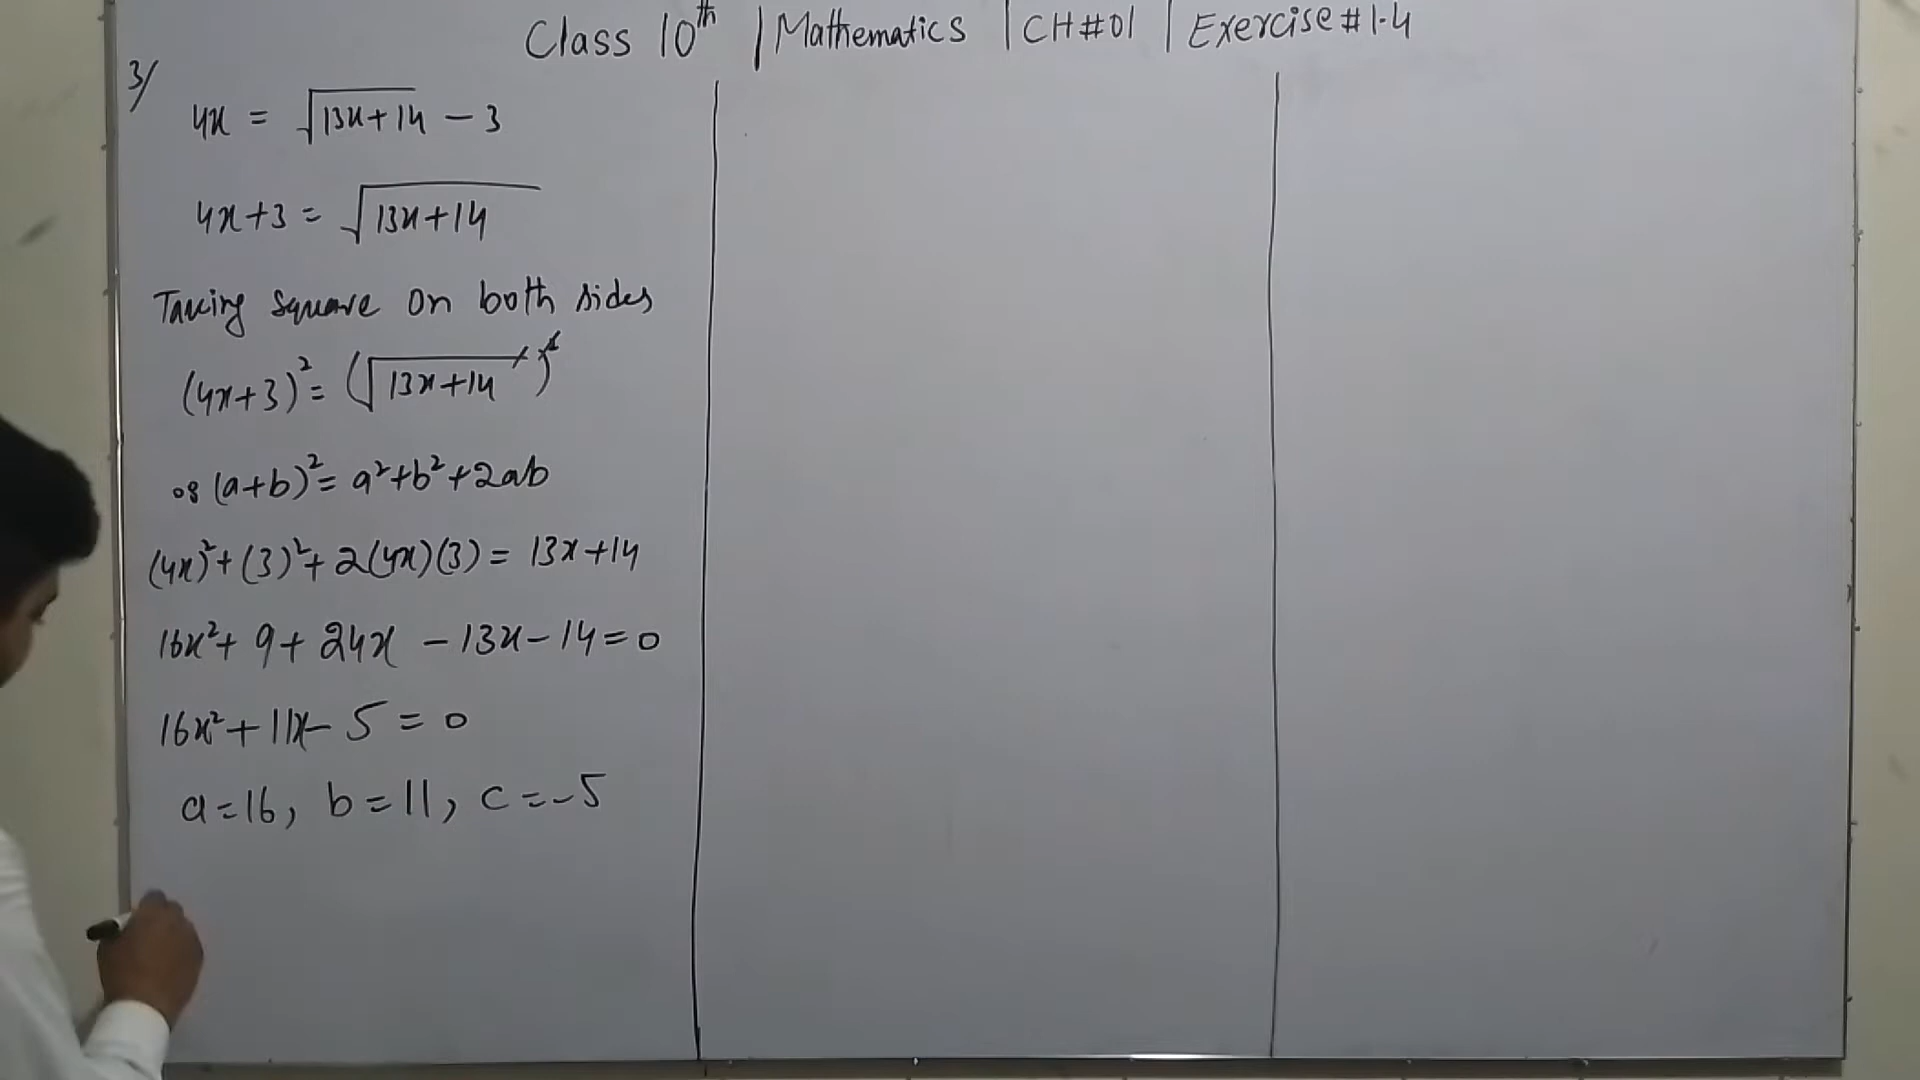 Class 10th | Mathematics | CH#01 | Exercise #1.4
3/
4x = √13x+14 - 3
4x+3 = √13x+14
Taking square on both sides
(4x+3)² = (√13x+14)²
∵ (a+b)² = a²+b²+2ab
(4x)²+(3)²+2(4x)(3) = 13x+14
16x²+ 9+ 24x - 13x - 14 = 0
16x²+11x- 5 = 0
a=16, b=11, c=-5